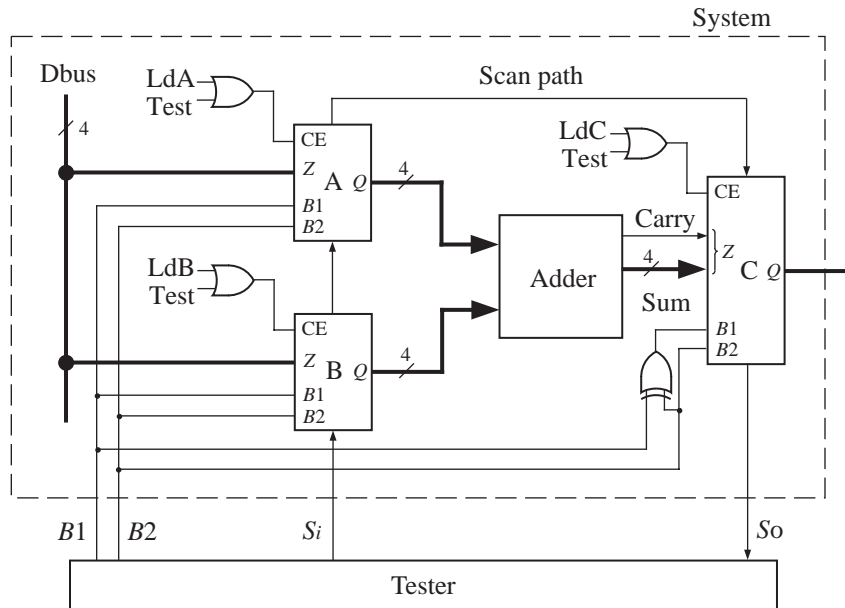 System
Dbus
4
LdA
Test
CE
Z
A
Q
B1
B2
4
Scan path
LdC
Test
CE
Z
C
Q
B1
B2
Carry
4
Sum
Adder
LdB
Test
CE
Z
B
Q
B1
B2
4
B1
B2
Si
So
Tester